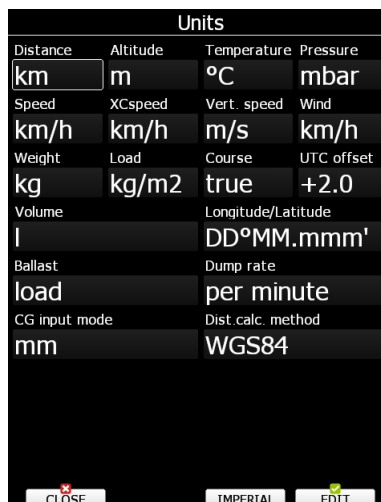 Units
Distance Altitude Temperature Pressure
km m °C mbar
Speed XCspeed Vert. speed Wind
km/h km/h m/s km/h
Weight Load Course UTC offset
kg kg/m2 true +2.0
Volume Longitude/Latitude
l DD°MM.mmm'
Ballast Dump rate
load per minute
CG input mode Dist.calc. method
mm WGS84
CLOSE IMPERIAL EDIT